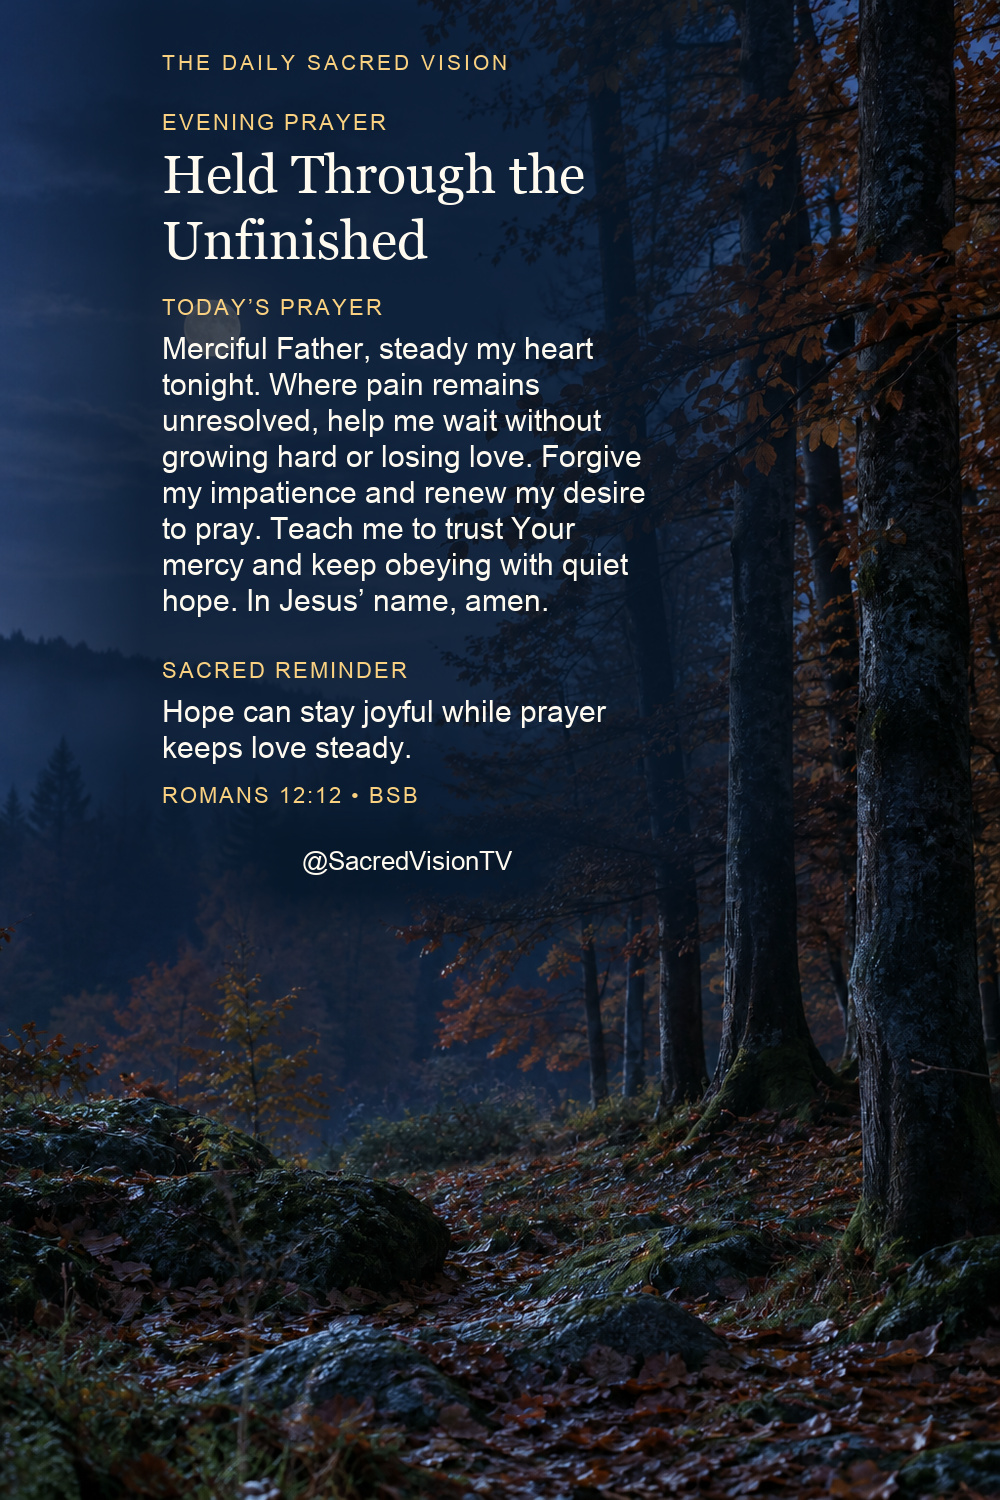 THE DAILY SACRED VISION
EVENING PRAYER
Held Through the
Unfinished
TODAY’S PRAYER
Merciful Father, steady my heart
tonight. Where pain remains
unresolved, help me wait without
growing hard or losing love. Forgive
my impatience and renew my desire
to pray. Teach me to trust Your
mercy and keep obeying with quiet
hope. In Jesus’ name, amen.
SACRED REMINDER
Hope can stay joyful while prayer
keeps love steady.
ROMANS 12:12 • BSB
@SacredVisionTV